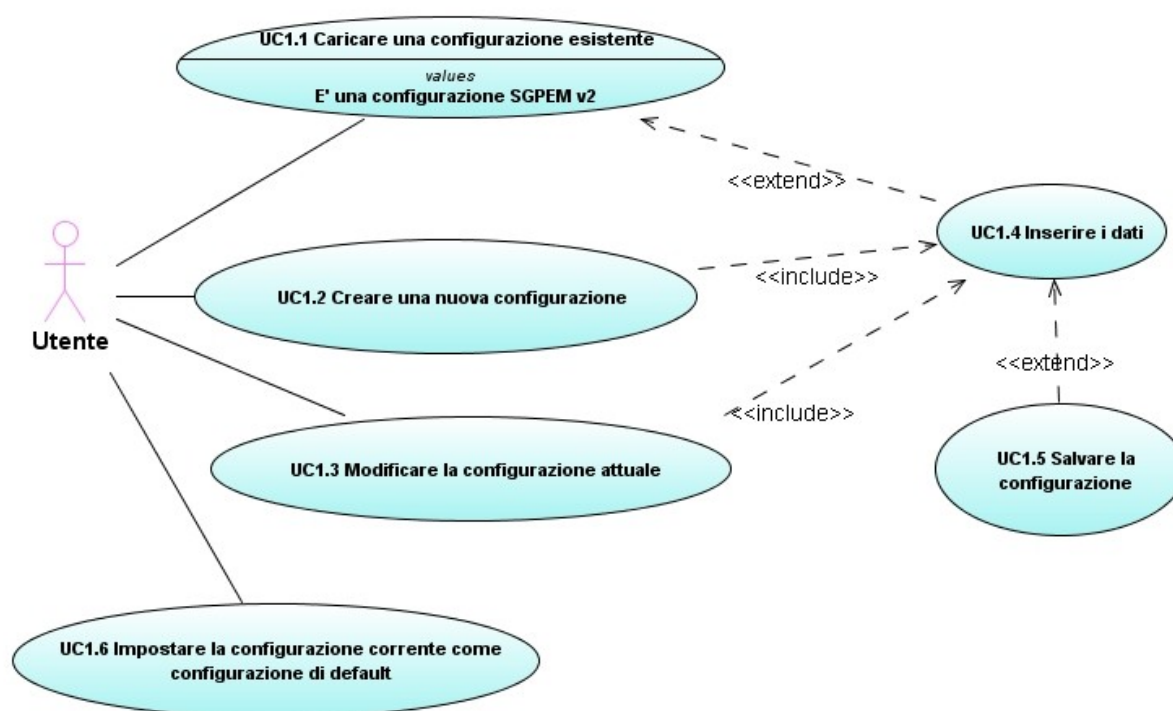 UC1.1 Caricare una configurazione esistente
values
E' una configurazione SGPEM v2
<<extend>>
UC1.4 Inserire i dati
<<include>>
UC1.2 Creare una nuova configurazione
Utente
<<extend>>
<<include>>
UC1.3 Modificare la configurazione attuale
UC1.5 Salvare la
configurazione
UC1.6 Impostare la configurazione corrente come
configurazione di default